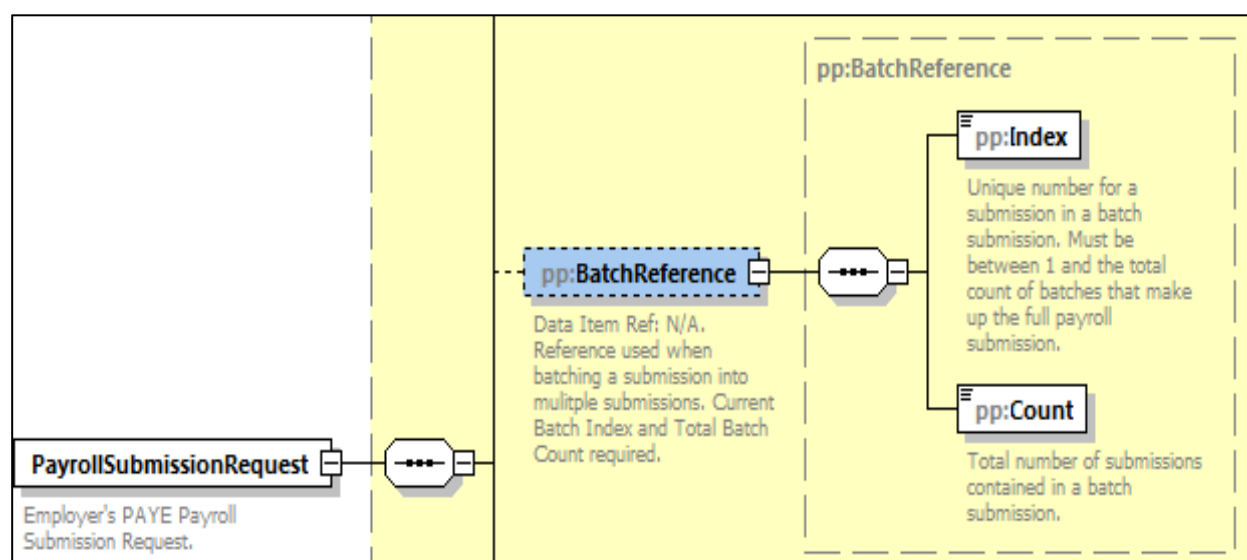 pp:BatchReference
pp:Index
Unique number for a
submission in a batch
submission. Must be
between 1 and the total
count of batches that make
up the full payroll
submission.
pp:BatchReference
Data Item Ref: N/A.
Reference used when
batching a submission into
mulitple submissions. Current
Batch Index and Total Batch
Count required.
pp:Count
Total number of submissions
contained in a batch
submission.
PayrollSubmissionRequest
Employer's PAYE Payroll
Submission Request.